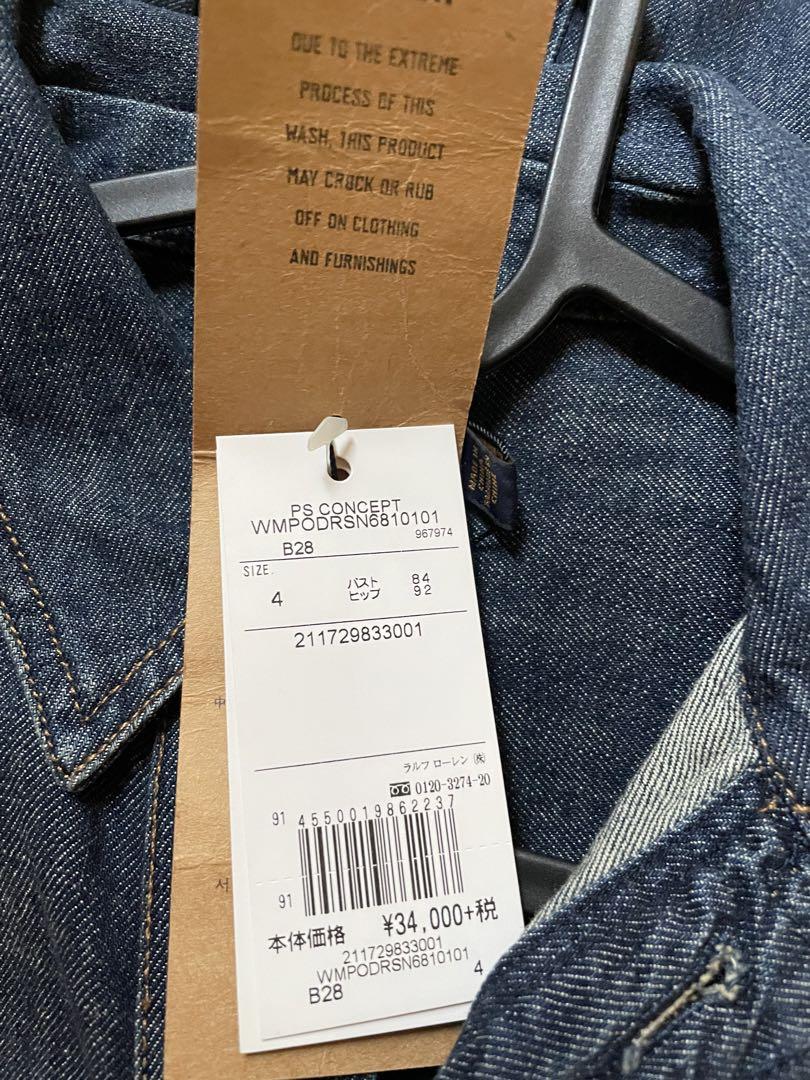 DUE TO THE EXTREME
PROCESS OF THIS
WASH, THIS PRODUCT
MAY CROCK OR RUB
OFF ON CLOTHING
AND FURNISHINGS
PS CONCEPT
WMPODRSN6810101
B28 967974
SIZE.
4 バスト 84
ヒップ 92
211729833001
ラルフ ローレン ㈱
0120-3274-20
91 4550019862237
91
本体価格 ¥34,000+税
211729833001
WMPODRSN6810101
B28 4
中
서